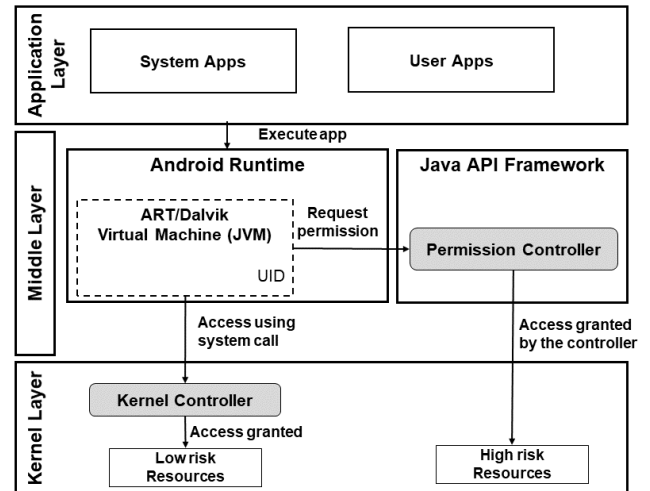 Application
Layer
System Apps
User Apps
Execute app
Middle Layer
Android Runtime
Java API Framework
ART/Dalvik
Virtual Machine (JVM)
UID
Request
permission
Permission Controller
Access using
system call
Access granted
by the controller
Kernel Layer
Kernel Controller
Access granted
Low risk
Resources
High risk
Resources